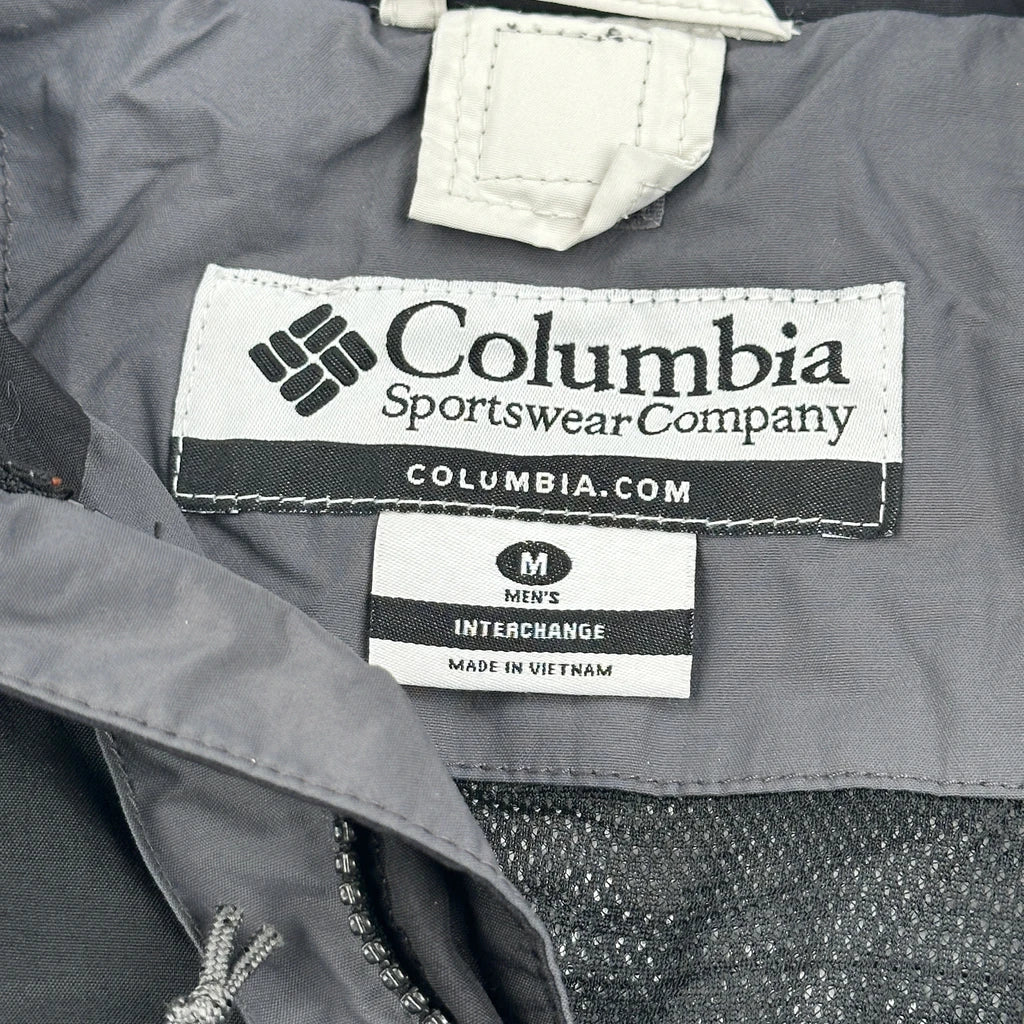 Columbia
Sportswear Company
COLUMBIA.COM
M
MEN'S
INTERCHANGE
MADE IN VIETNAM